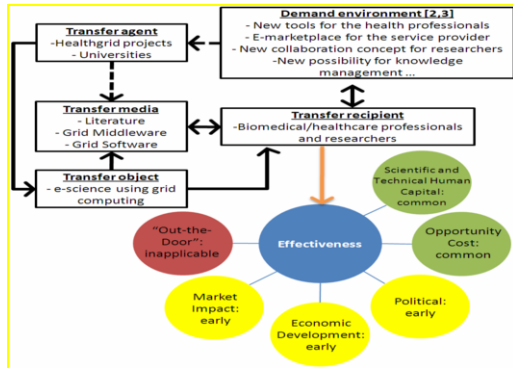 Transfer agent
-Healthgrid projects
- Universities
Demand environment [2,3]
- New tools for the health professionals
- E-marketplace for the service provider
- New collaboration concept for researchers
-New possibility for knowledge
management ...
Transfer media
- Literature
- Grid Middleware
- Grid Software
Transfer recipient
-Biomedical/healthcare professionals
and researchers
Transfer object
- e-science using grid
computing
Scientific and
Technical Human
Capital:
common
"Out-the-
Door":
inapplicable
Effectiveness
Opportunity
Cost:
common
Market
Impact:
early
Economic
Development:
early
Political:
early